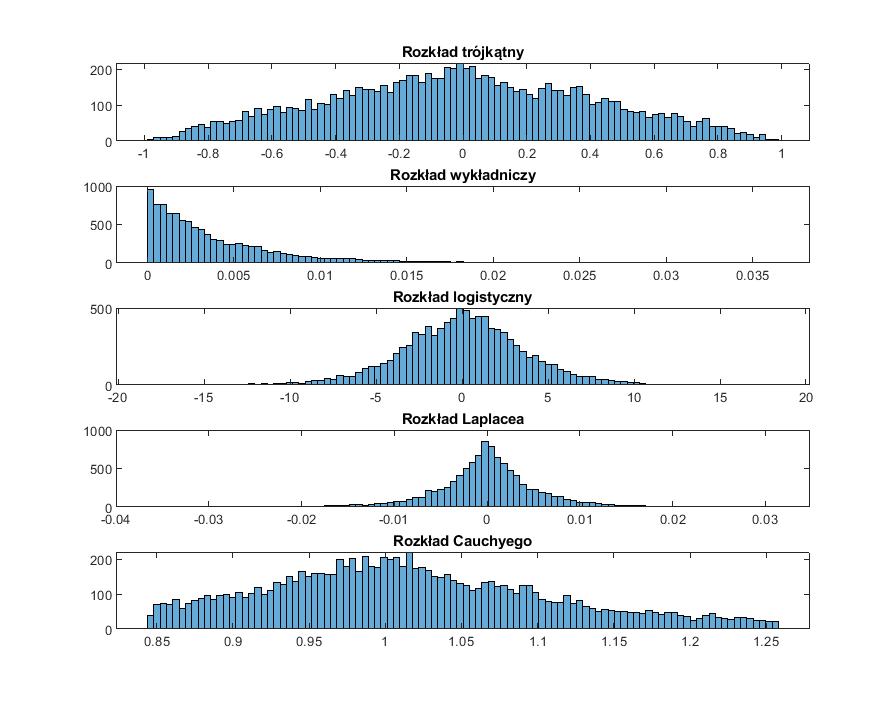 Rozkład trójkątny
200
100
0
-1 -0.8 -0.6 -0.4 -0.2 0 0.2 0.4 0.6 0.8 1
Rozkład wykładniczy
1000
500
0
0 0.005 0.01 0.015 0.02 0.025 0.03 0.035
Rozkład logistyczny
500
0
-20 -15 -10 -5 0 5 10 15 20
Rozkład Laplacea
1000
500
0
-0.04 -0.03 -0.02 -0.01 0 0.01 0.02 0.03
Rozkład Cauchyego
200
100
0
0.85 0.9 0.95 1 1.05 1.1 1.15 1.2 1.25